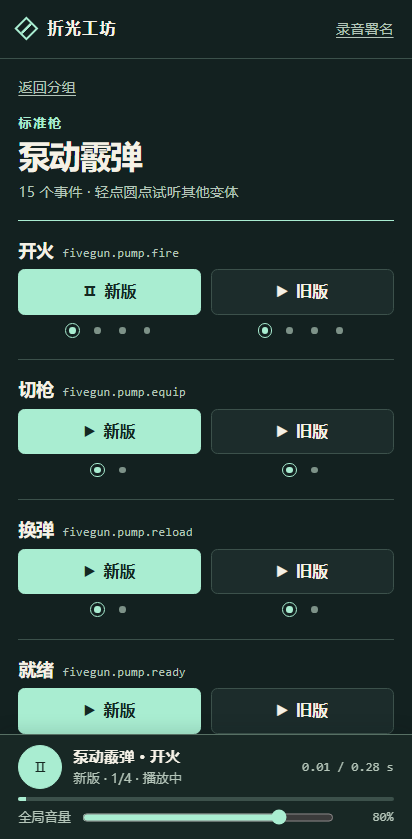 折光工坊
录音署名
返回分组
标准枪
泵动霰弹
15 个事件 · 轻点圆点试听其他变体
开火 fivegun.pump.fire
新版
旧版
切枪 fivegun.pump.equip
新版
旧版
换弹 fivegun.pump.reload
新版
旧版
就绪 fivegun.pump.ready
新版
旧版
泵动霰弹 · 开火
新版 · 1/4 · 播放中
0.01 / 0.28 s
全局音量
80%